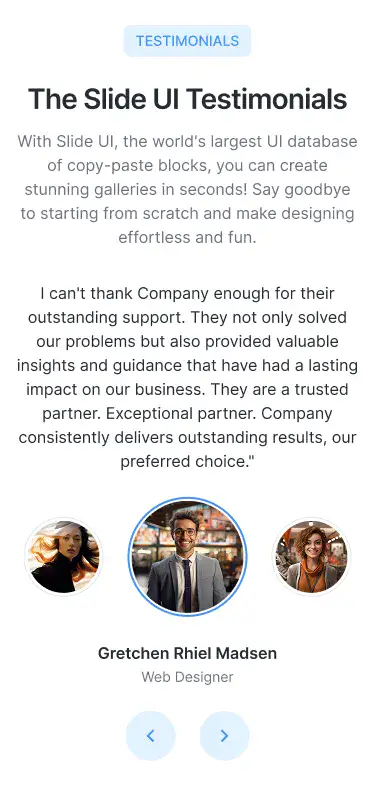 TESTIMONIALS
The Slide UI Testimonials
With Slide UI, the world's largest UI database
of copy-paste blocks, you can create
stunning galleries in seconds! Say goodbye
to starting from scratch and make designing
effortless and fun.
I can't thank Company enough for their
outstanding support. They not only solved
our problems but also provided valuable
insights and guidance that have had a lasting
impact on our business. They are a trusted
partner. Exceptional partner. Company
consistently delivers outstanding results, our
preferred choice."
Gretchen Rhiel Madsen
Web Designer